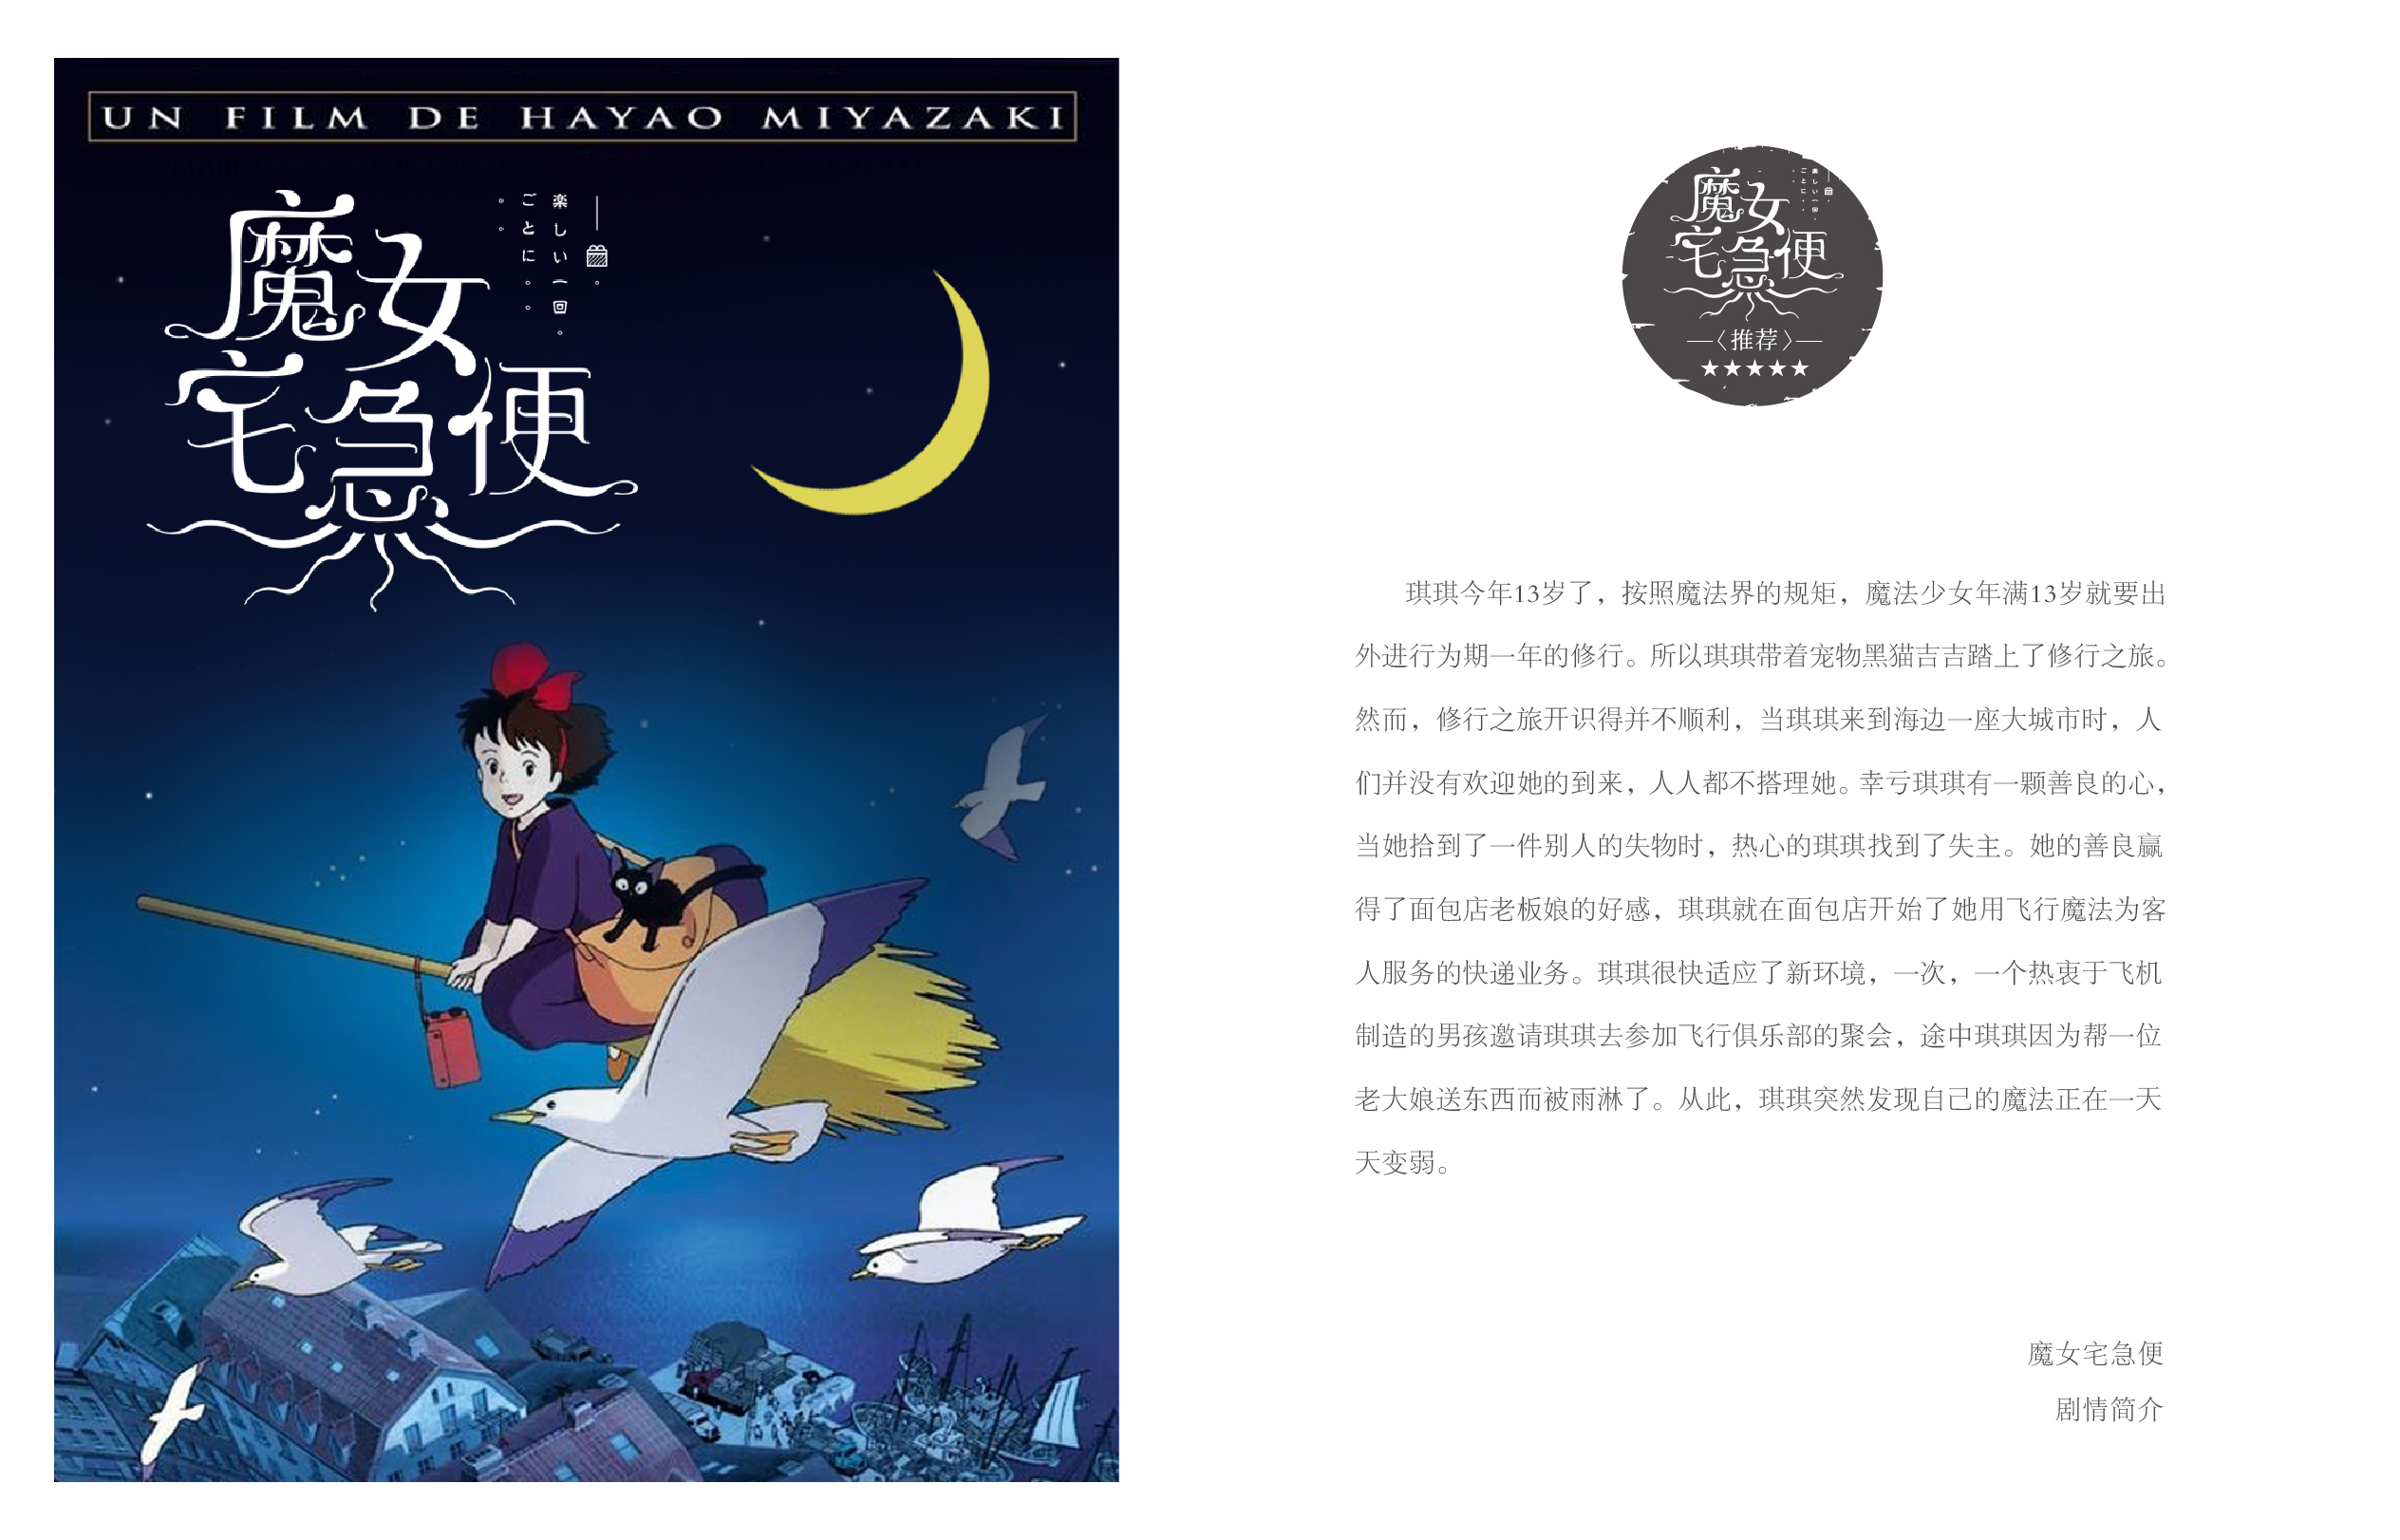 UN FILM DE HAYAO MIYAZAKI
魔女
宅急便
楽しい一回。
ごとに。。
魔女
宅急便
楽しい一回。
ごとに。。
〈推荐〉
★★★★★
琪琪今年13岁了，按照魔法界的规矩，魔法少女年满13岁就要出
外进行为期一年的修行。所以琪琪带着宠物黑猫吉吉踏上了修行之旅。
然而，修行之旅开识得并不顺利，当琪琪来到海边一座大城市时，人
们并没有欢迎她的到来，人人都不搭理她。幸亏琪琪有一颗善良的心，
当她拾到了一件别人的失物时，热心的琪琪找到了失主。她的善良赢
得了面包店老板娘的好感，琪琪就在面包店开始了她用飞行魔法为客
人服务的快递业务。琪琪很快适应了新环境，一次，一个热衷于飞机
制造的男孩邀请琪琪去参加飞行俱乐部的聚会，途中琪琪因为帮一位
老大娘送东西而被雨淋了。从此，琪琪突然发现自己的魔法正在一天
天变弱。
魔女宅急便
剧情简介